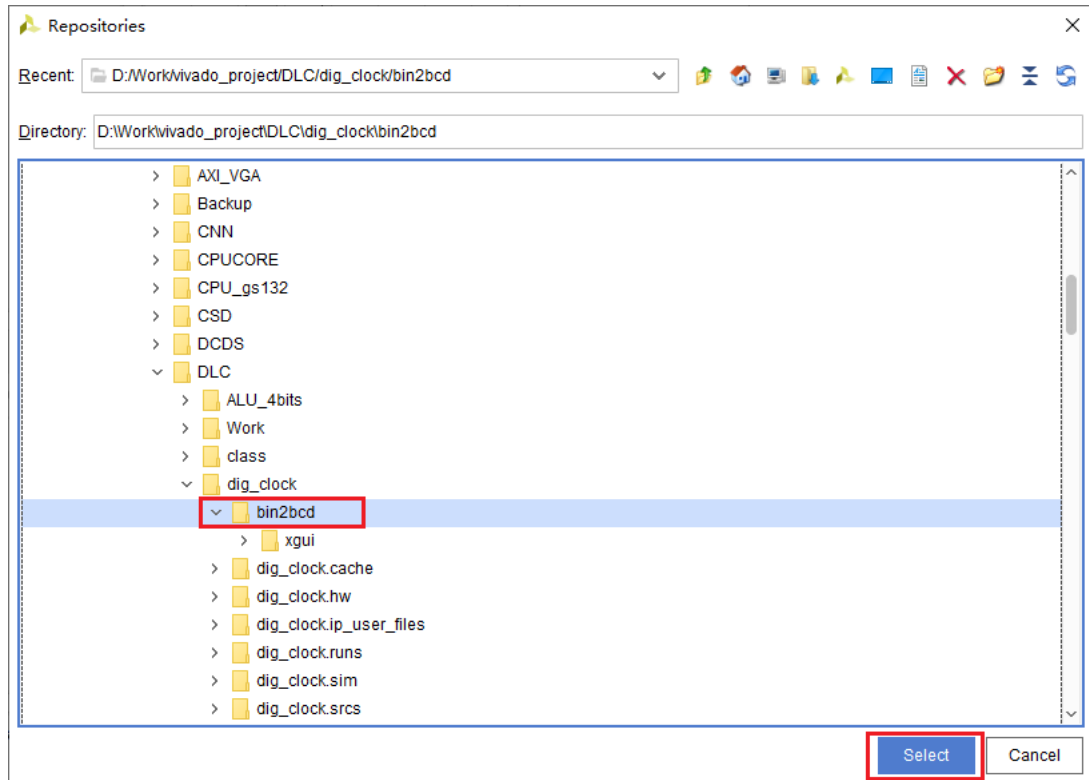 Repositories
Recent: D:/Work/vivado_project/DLC/dig_clock/bin2bcd
Directory: D:\Work\vivado_project\DLC\dig_clock\bin2bcd
AXI_VGA
Backup
CNN
CPUCORE
CPU_gs132
CSD
DCDS
DLC
ALU_4bits
Work
class
dig_clock
bin2bcd
xgui
dig_clock.cache
dig_clock.hw
dig_clock.ip_user_files
dig_clock.runs
dig_clock.sim
dig_clock.srcs
Select Cancel